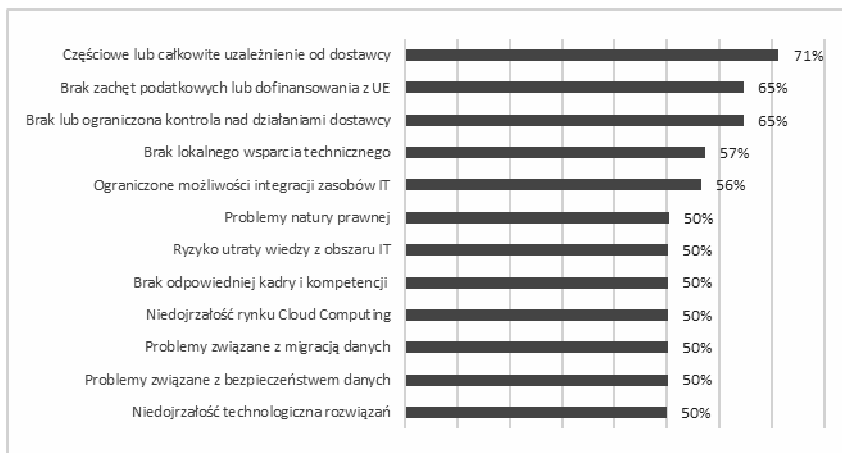 Częściowe lub całkowite uzależnienie od dostawcy 71%
Brak zachęt podatkowych lub dofinansowania z UE 65%
Brak lub ograniczona kontrola nad działaniami dostawcy 65%
Brak lokalnego wsparcia technicznego 57%
Ograniczone możliwości integracji zasobów IT 56%
Problemy natury prawnej 50%
Ryzyko utraty wiedzy z obszaru IT 50%
Brak odpowiedniej kadry i kompetencji 50%
Niedojrzałość rynku Cloud Computing 50%
Problemy związane z migracją danych 50%
Problemy związane z bezpieczeństwem danych 50%
Niedojrzałość technologiczna rozwiązań 50%